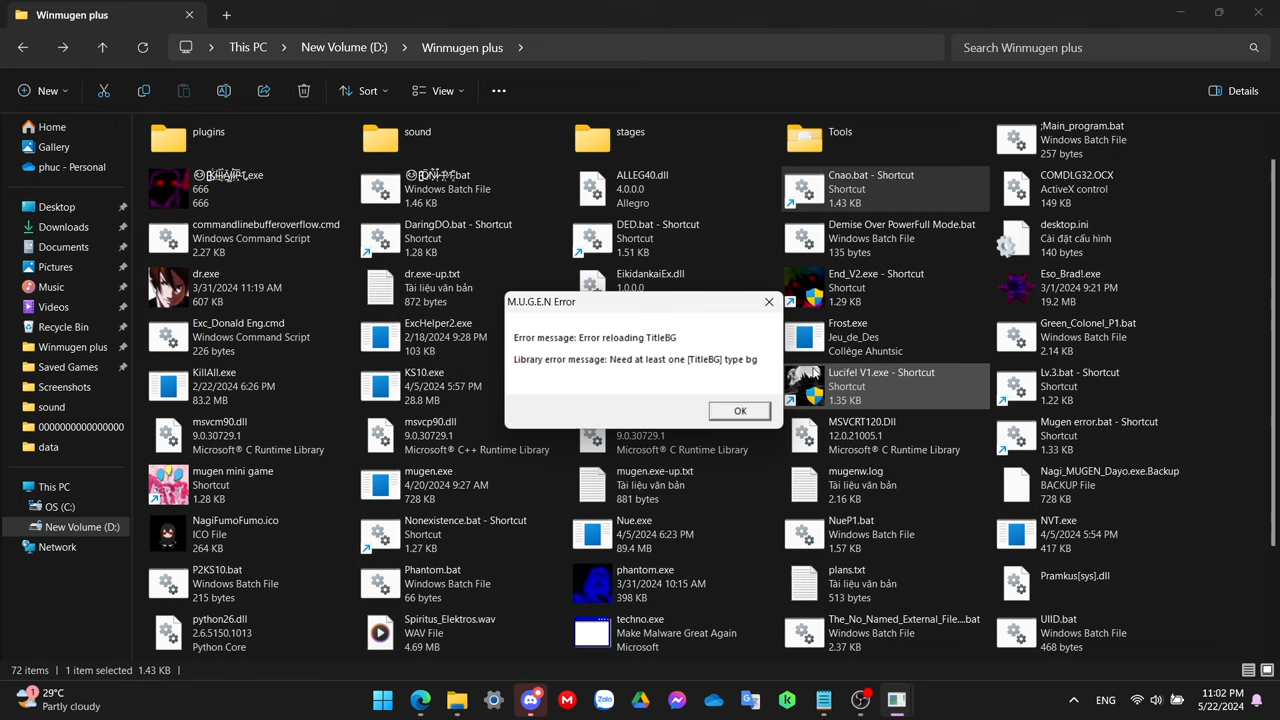 Winmugen plus
This PC
New Volume (D:)
Winmugen plus
Search Winmugen plus
New
Sort
View
Details
Home
Gallery
phuc - Personal
Desktop
Downloads
Documents
Pictures
Music
Videos
Recycle Bin
Winmugen plus
Saved Games
Screenshots
sound
000000000000000
data
This PC
OS (C:)
New Volume (D:)
Network
plugins
sound
stages
Tools
;Main_program.bat
Windows Batch File
257 bytes
.exe
666
666
.bat
Windows Batch File
1.46 KB
ALLEG40.dll
4.0.0.0
Allegro
Cnao.bat - Shortcut
Shortcut
1.43 KB
COMDLG32.OCX
ActiveX control
149 KB
commandlinebufferoverflow.cmd
Windows Command Script
2.27 KB
DaringDO.bat - Shortcut
Shortcut
1.28 KB
DED.bat - Shortcut
Shortcut
1.51 KB
Demise Over PowerFull Mode.bat
Windows Batch File
135 bytes
desktop.ini
Cài đặt cấu hình
140 bytes
dr.exe
3/31/2024 11:19 AM
607 KB
dr.exe-up.txt
Tài liệu văn bản
872 bytes
EikidankaiEx.dll
1.0.0.0
End_V2.exe - Shortcut
Shortcut
1.29 KB
Eso_Brand.exe
3/1/2024 9:21 PM
19.2 MB
Exc_Donald Eng.cmd
Windows Command Script
226 bytes
ExcHelper2.exe
2/18/2024 9:28 PM
103 KB
Frost.exe
Jeu_de_Des
Collège Ahuntsic
Green_Colonel_P1.bat
Windows Batch File
2.14 KB
KillAll.exe
2/22/2024 6:26 PM
83.2 MB
KS10.exe
4/5/2024 5:57 PM
28.8 MB
Lucifel V1.exe - Shortcut
Shortcut
1.35 KB
Lv.3.bat - Shortcut
Shortcut
1.22 KB
msvcm90.dll
9.0.30729.1
Microsoft® C Runtime Library
msvcp90.dll
9.0.30729.1
Microsoft® C++ Runtime Library
9.0.30729.1
Microsoft® C Runtime Library
MSVCRT120.Dll
12.0.21005.1
Microsoft® C Runtime Library
Mugen error.bat - Shortcut
Shortcut
1.33 KB
mugen mini game
Shortcut
1.28 KB
mugen.exe
4/20/2024 9:27 AM
728 KB
mugen.exe-up.txt
Tài liệu văn bản
881 bytes
mugenw.log
Tài liệu văn bản
2.16 KB
Nagi_MUGEN_Dayo.exe.Backup
BACKUP File
728 KB
NagiFumoFumo.ico
ICO File
264 KB
Nonexistence.bat - Shortcut
Shortcut
1.27 KB
Nue.exe
4/5/2024 6:23 PM
89.4 MB
NueP1.bat
Windows Batch File
1.57 KB
NVT.exe
4/5/2024 5:54 PM
417 KB
P2KS10.bat
Windows Batch File
215 bytes
Phantom.bat
Windows Batch File
66 bytes
phantom.exe
3/31/2024 10:15 AM
398 KB
plans.txt
Tài liệu văn bản
513 bytes
Pramkus[sys].dll
python26.dll
2.6.5150.1013
Python Core
Spiritus_Elektros.wav
WAV File
4.69 MB
techno.exe
Make Malware Great Again
Microsoft
The_No_Named_External_File....bat
Windows Batch File
2.37 KB
UIID.bat
Windows Batch File
468 bytes
M.U.G.E.N Error
Error message: Error reloading TitleBG
Library error message: Need at least one [TitleBG] type bg
OK
72 items
1 item selected 1.43 KB
1
29°C
Partly cloudy
Zalo
ENG
11:02 PM
5/22/2024